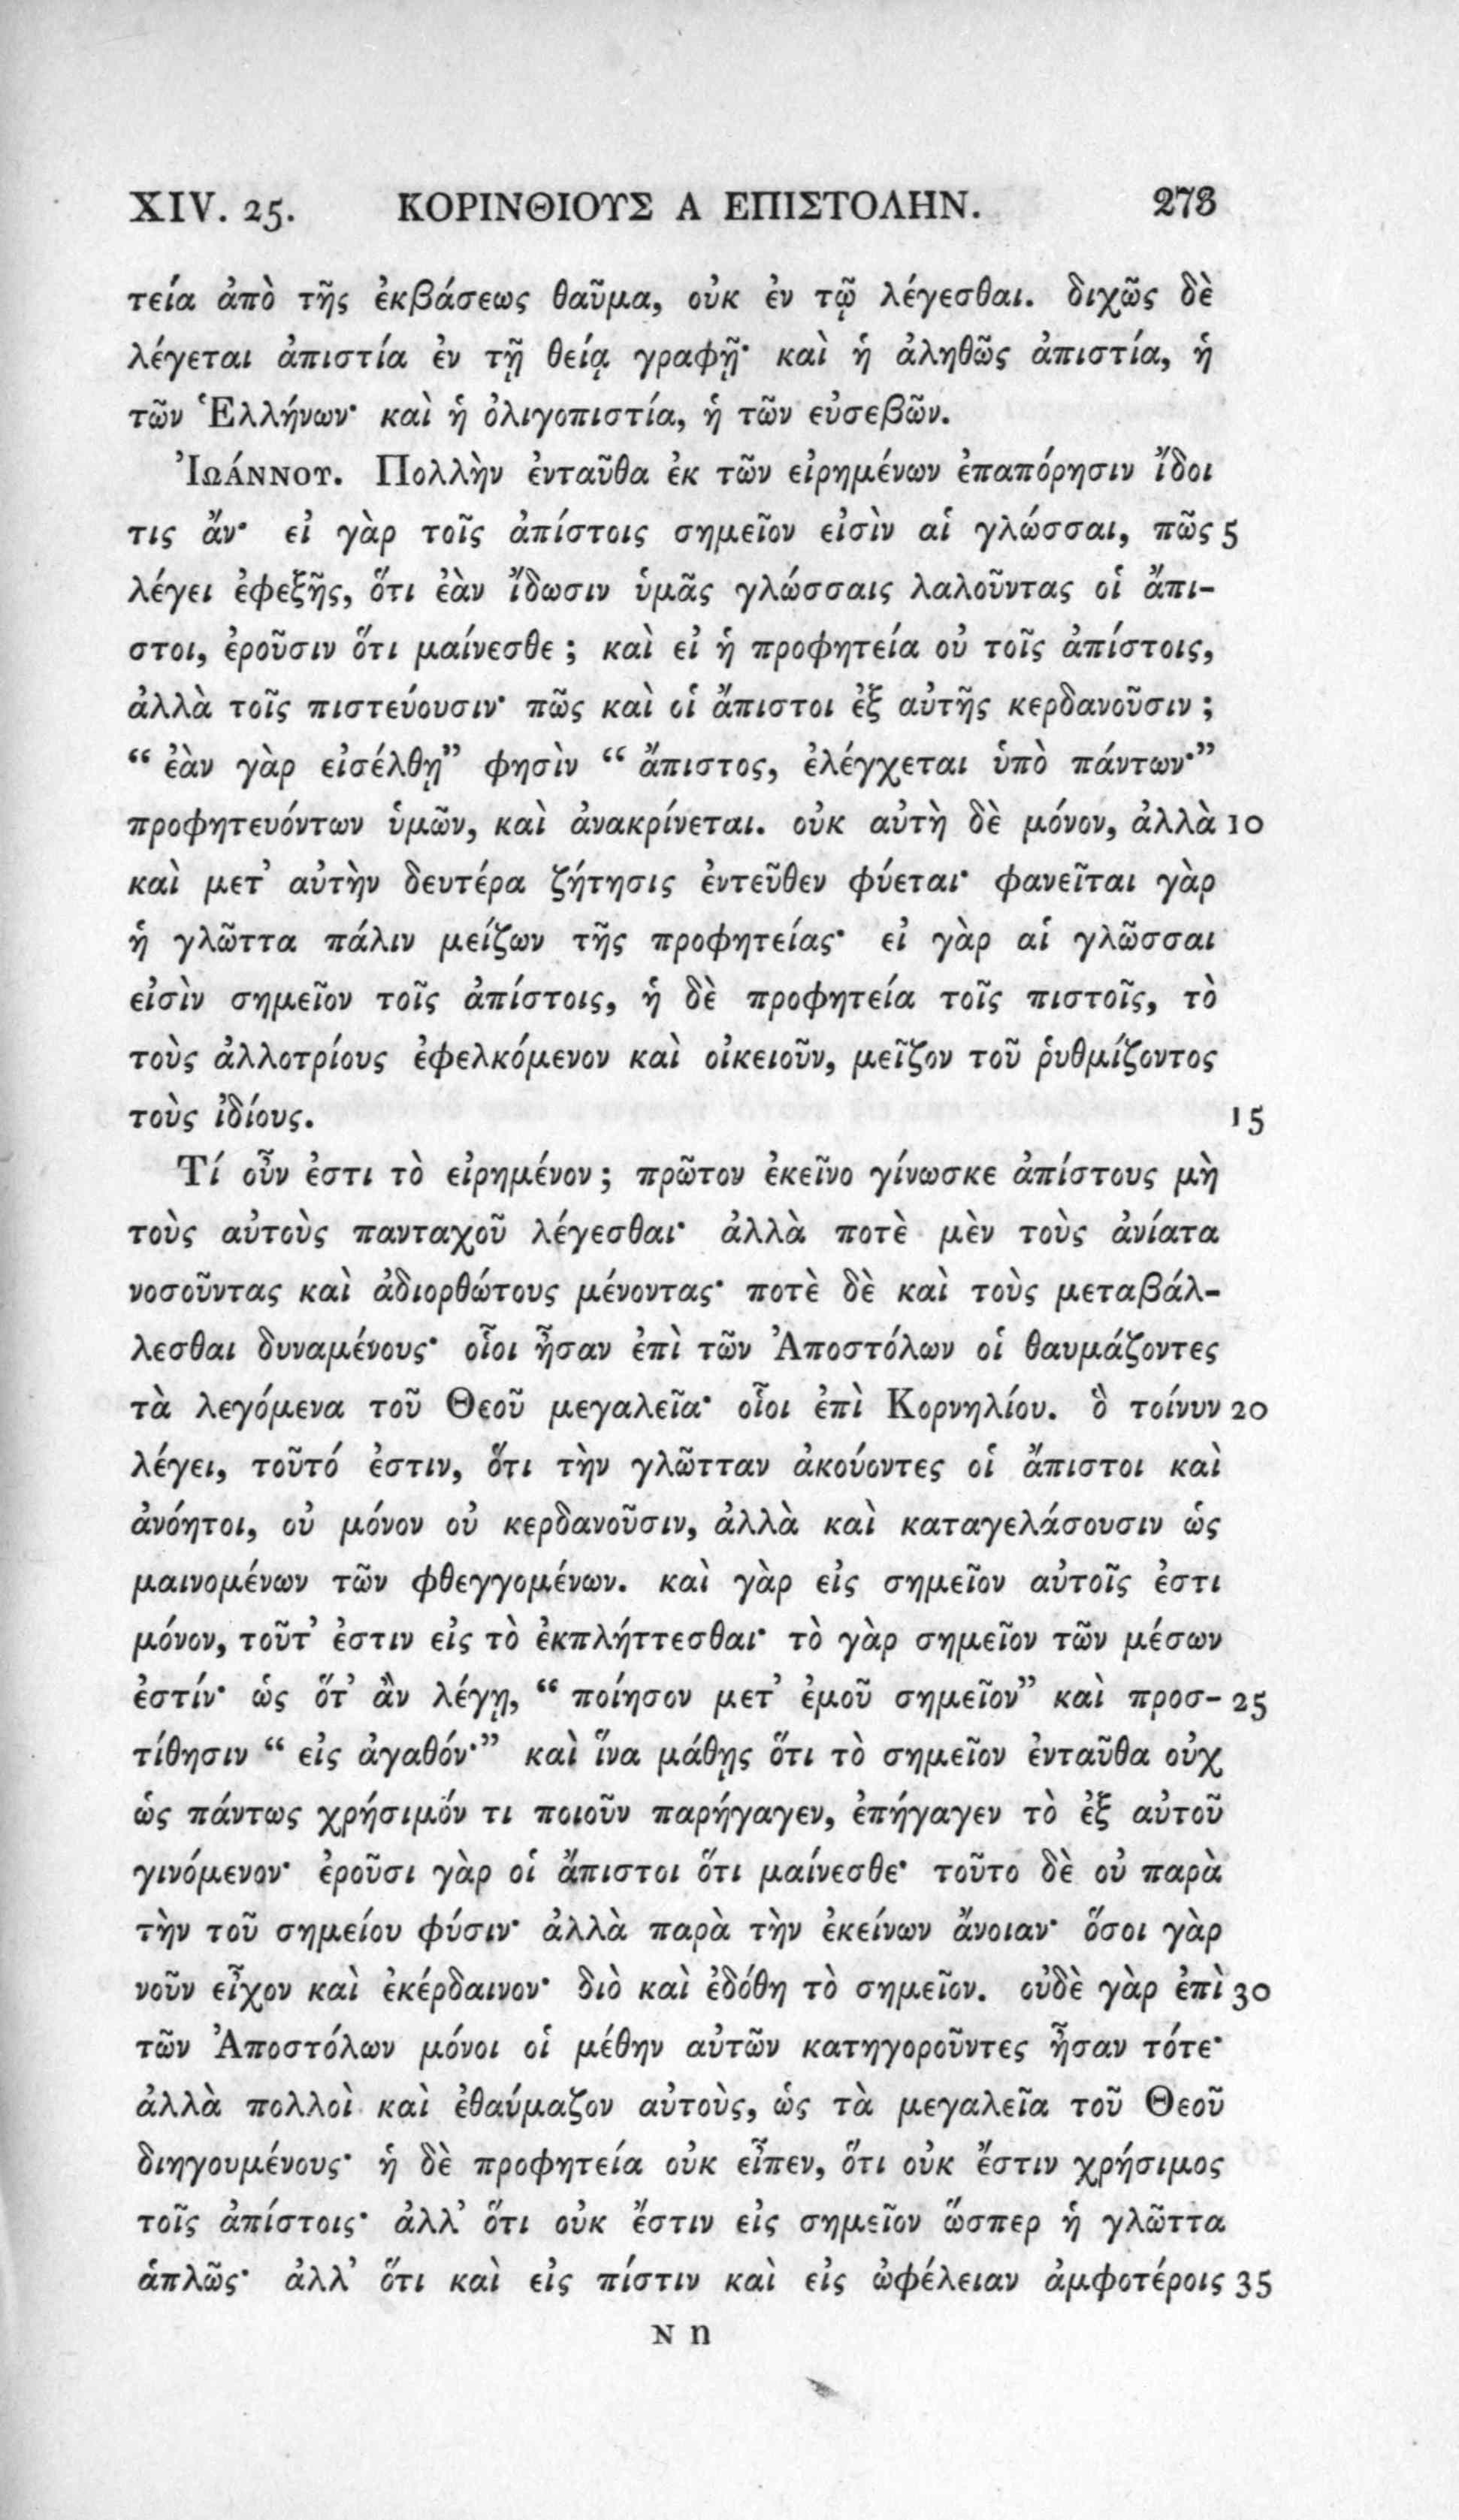 XIV. 25. ΚΟΡΙΝΘΙΟΥΣ Α ΕΠΙΣΤΟΛΗΝ. 273
τεία ἀπὸ τῆς ἐκβάσεως θαῦμα, οὐκ ἐν τῷ λέγεσθαι. διχῶς δὲ
λέγεται ἀπιστία ἐν τῇ θείᾳ γραφῇ· καὶ ἡ ἀληθῶς ἀπιστία, ἡ
τῶν Ἑλλήνων· καὶ ἡ ὀλιγοπιστία, ἡ τῶν εὐσεβῶν.
Ἰωάννου. Πολλὴν ἐνταῦθα ἐκ τῶν εἰρημένων ἐπαπόρησιν ἴδοι
τις ἄν· εἰ γὰρ τοῖς ἀπίστοις σημεῖον εἰσὶν αἱ γλώσσαι, πῶς 5
λέγει ἐφεξῆς, ὅτι ἐὰν ἴδωσιν ὑμᾶς γλώσσαις λαλοῦντας οἱ ἄπι-
στοι, ἐροῦσιν ὅτι μαίνεσθε; καὶ εἰ ἡ προφητεία οὐ τοῖς ἀπίστοις,
ἀλλὰ τοῖς πιστεύουσιν· πῶς καὶ οἱ ἄπιστοι ἐξ αὐτῆς κερδανοῦσιν;
“ ἐὰν γὰρ εἰσέλθῃ” φησὶν “ ἄπιστος, ἐλέγχεται ὑπὸ πάντων·”
προφητευόντων ὑμῶν, καὶ ἀνακρίνεται. οὐκ αὐτὴ δὲ μόνον, ἀλλὰ 10
καὶ μετ’ αὐτὴν δευτέρα ζήτησις ἐντεῦθεν φύεται· φανεῖται γὰρ
ἡ γλῶττα πάλιν μείζων τῆς προφητείας· εἰ γὰρ αἱ γλῶσσαι
εἰσὶν σημεῖον τοῖς ἀπίστοις, ἡ δὲ προφητεία τοῖς πιστοῖς, τὸ
τοὺς ἀλλοτρίους ἐφελκόμενον καὶ οἰκειοῦν, μεῖζον τοῦ ῥυθμίζοντος
τοὺς ἰδίους. 15
Τί οὖν ἐστι τὸ εἰρημένον; πρῶτον ἐκεῖνο γίνωσκε ἀπίστους μὴ
τοὺς αὐτοὺς πανταχοῦ λέγεσθαι· ἀλλὰ ποτὲ μὲν τοὺς ἀνίατα
νοσοῦντας καὶ ἀδιορθώτους μένοντας· ποτὲ δὲ καὶ τοὺς μεταβάλ-
λεσθαι δυναμένους· οἷοι ἦσαν ἐπὶ τῶν Ἀποστόλων οἱ θαυμάζοντες
τὰ λεγόμενα τοῦ Θεοῦ μεγαλεῖα· οἷοι ἐπὶ Κορνηλίου. ὃ τοίνυν 20
λέγει, τοῦτό ἐστιν, ὅτι τὴν γλῶτταν ἀκούοντες οἱ ἄπιστοι καὶ
ἀνόητοι, οὐ μόνον οὐ κερδανοῦσιν, ἀλλὰ καὶ καταγελάσουσιν ὡς
μαινομένων τῶν φθεγγομένων. καὶ γὰρ εἰς σημεῖον αὐτοῖς ἐστι
μόνον, τοῦτ’ ἐστιν εἰς τὸ ἐκπλήττεσθαι· τὸ γὰρ σημεῖον τῶν μέσων
ἐστίν· ὡς ὅτ’ ἂν λέγῃ, “ ποίησον μετ’ ἐμοῦ σημεῖον” καὶ προσ- 25
τίθησιν “ εἰς ἀγαθόν·” καὶ ἵνα μάθῃς ὅτι τὸ σημεῖον ἐνταῦθα οὐχ
ὡς πάντως χρήσιμόν τι ποιοῦν παρήγαγεν, ἐπήγαγεν τὸ ἐξ αὐτοῦ
γινόμενον· ἐροῦσι γὰρ οἱ ἄπιστοι ὅτι μαίνεσθε· τοῦτο δὲ οὐ παρὰ
τὴν τοῦ σημείου φύσιν· ἀλλὰ παρὰ τὴν ἐκείνων ἄνοιαν· ὅσοι γὰρ
νοῦν εἶχον καὶ ἐκέρδαινον· διὸ καὶ ἐδόθη τὸ σημεῖον. οὐδὲ γὰρ ἐπὶ 30
τῶν Ἀποστόλων μόνοι οἱ μέθην αὐτῶν κατηγοροῦντες ἦσαν τότε·
ἀλλὰ πολλοὶ καὶ ἐθαύμαζον αὐτοὺς, ὡς τὰ μεγαλεῖα τοῦ Θεοῦ
διηγουμένους· ἡ δὲ προφητεία οὐκ εἶπεν, ὅτι οὐκ ἔστιν χρήσιμος
τοῖς ἀπίστοις· ἀλλ’ ὅτι οὐκ ἔστιν εἰς σημεῖον ὥσπερ ἡ γλῶττα
ἁπλῶς· ἀλλ’ ὅτι καὶ εἰς πίστιν καὶ εἰς ὠφέλειαν ἀμφοτέροις 35
N n